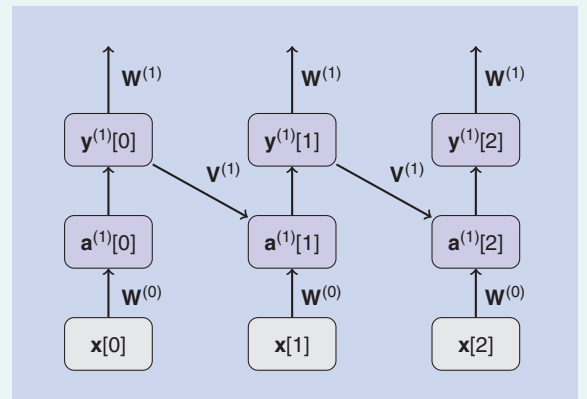 W⁽¹⁾ W⁽¹⁾ W⁽¹⁾
y⁽¹⁾[0] y⁽¹⁾[1] y⁽¹⁾[2]
V⁽¹⁾ V⁽¹⁾
a⁽¹⁾[0] a⁽¹⁾[1] a⁽¹⁾[2]
W⁽⁰⁾ W⁽⁰⁾ W⁽⁰⁾
x[0] x[1] x[2]